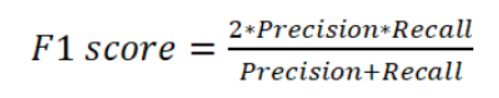 F1 score = 2*Precision*Recall
Precision+Recall